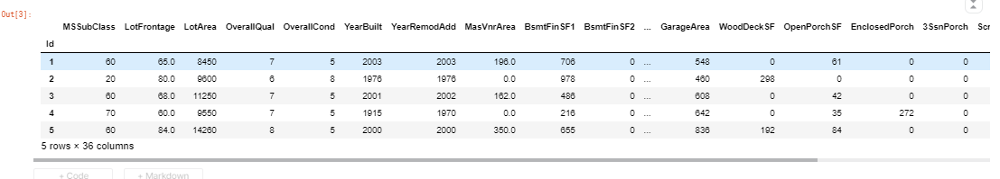 Out[3]:
MSSubClass LotFrontage LotArea OverallQual OverallCond YearBuilt YearRemodAdd MasVnrArea BsmtFinSF1 BsmtFinSF2 ... GarageArea WoodDeckSF OpenPorchSF EnclosedPorch 3SsnPorch Scr
Id
1 60 65.0 8450 7 5 2003 2003 196.0 706 0 ... 548 0 61 0 0
2 20 80.0 9600 6 8 1976 1976 0.0 978 0 ... 460 298 0 0 0
3 60 68.0 11250 7 5 2001 2002 162.0 486 0 ... 608 0 42 0 0
4 70 60.0 9550 7 5 1915 1970 0.0 216 0 ... 642 0 35 272 0
5 60 84.0 14260 8 5 2000 2000 350.0 655 0 ... 836 192 84 0 0
5 rows × 36 columns
+ Code + Markdown